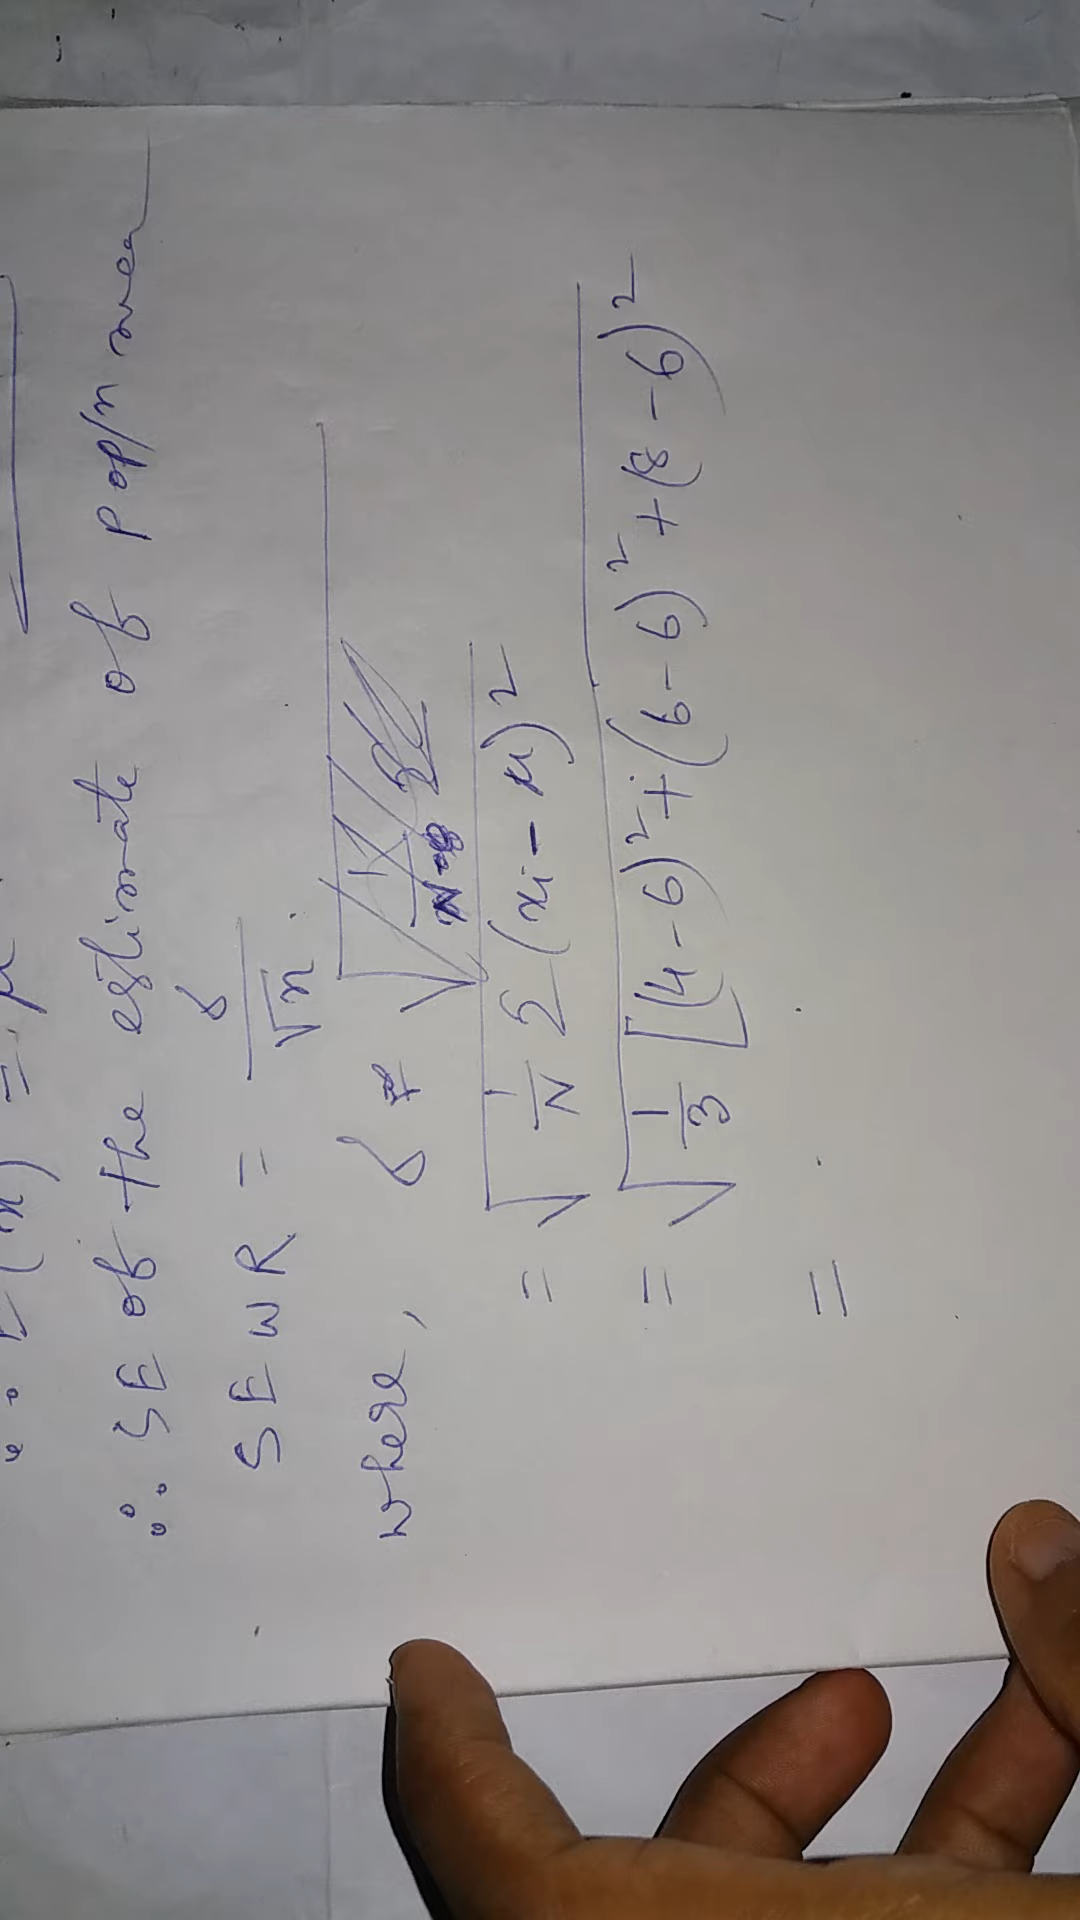 ∴ E(x) = μ
∴ SE of the estimate of pop/n mean
SEWR = σ/√n.
where, σ =
= √(1/N Σ(xi - μ)²)
= √(1/3 [(4-6)² + (6-6)² + (8-6)²
=